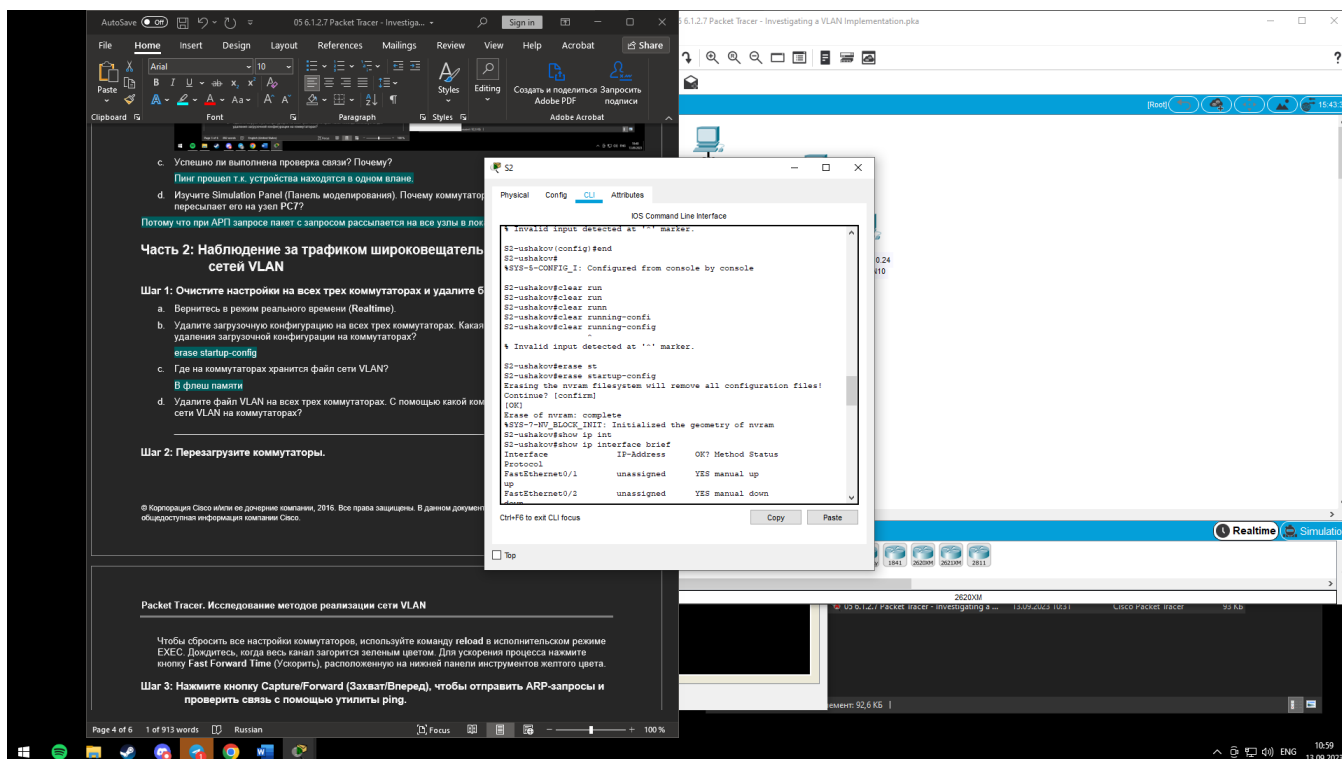 AutoSave Off 05 6.1.2.7 Packet Tracer - Investiga... Sign in
File Home Insert Design Layout References Mailings Review View Help Acrobat Share
Arial 10
Paste
Styles
Editing
Создать и поделиться Adobe PDF
Запросить подписи
Clipboard Font Paragraph Styles Adobe Acrobat
c. Успешно ли выполнена проверка связи? Почему?
Пинг прошел т.к. устройства находятся в одном влане.
d. Изучите Simulation Panel (Панель моделирования). Почему коммутатор
пересылает его на узел PC7?
Потому что при АРП запросе пакет с запросом рассылается на все узлы в лок
Часть 2: Наблюдение за трафиком широковещатель
сетей VLAN
Шаг 1: Очистите настройки на всех трех коммутаторах и удалите б
a. Вернитесь в режим реального времени (Realtime).
b. Удалите загрузочную конфигурацию на всех трех коммутаторах. Какая
удаления загрузочной конфигурации на коммутаторах?
erase startup-config
c. Где на коммутаторах хранится файл сети VLAN?
В флеш памяти
d. Удалите файл VLAN на всех трех коммутаторах. С помощью какой ком
сети VLAN на коммутаторах?
Шаг 2: Перезагрузите коммутаторы.
© Корпорация Cisco и/или ее дочерние компании, 2016. Все права защищены. В данном докумен
общедоступная информация компании Cisco.
Packet Tracer. Исследование методов реализации сети VLAN
Чтобы сбросить все настройки коммутаторов, используйте команду reload в исполнительском режиме
EXEC. Дождитесь, когда весь канал загорится зеленым цветом. Для ускорения процесса нажмите
кнопку Fast Forward Time (Ускорить), расположенную на нижней панели инструментов желтого цвета.
Шаг 3: Нажмите кнопку Capture/Forward (Захват/Вперед), чтобы отправить ARP-запросы и
проверить связь с помощью утилиты ping.
Page 4 of 6 1 of 913 words Russian Focus 100 %
S2
Physical Config CLI Attributes
IOS Command Line Interface
% Invalid input detected at '^' marker.
S2-ushakov(config)#end
S2-ushakov#
%SYS-5-CONFIG_I: Configured from console by console
S2-ushakov#clear run
S2-ushakov#clear run
S2-ushakov#clear runn
S2-ushakov#clear running-confi
S2-ushakov#clear running-config
^
% Invalid input detected at '^' marker.
S2-ushakov#erase st
S2-ushakov#erase startup-config
Erasing the nvram filesystem will remove all configuration files!
Continue? [confirm]
[OK]
Erase of nvram: complete
%SYS-7-NV_BLOCK_INIT: Initialized the geometry of nvram
S2-ushakov#show ip int
S2-ushakov#show ip interface brief
Interface IP-Address OK? Method Status
Protocol
FastEthernet0/1 unassigned YES manual up
up
FastEthernet0/2 unassigned YES manual down
Ctrl+F6 to exit CLI focus Copy Paste
Top
5 6.1.2.7 Packet Tracer - Investigating a VLAN Implementation.pka
[Root] 15:43:
0.24
Realtime Simulatio
1841 2620XM 2621XM 2811
2620XM
05 6.1.2.7 Packet Tracer - Investigating a ... 13.09.2023 10:31 Cisco Packet Tracer 93 КБ
емент: 92,6 КБ
ENG 10:59
13.09.202